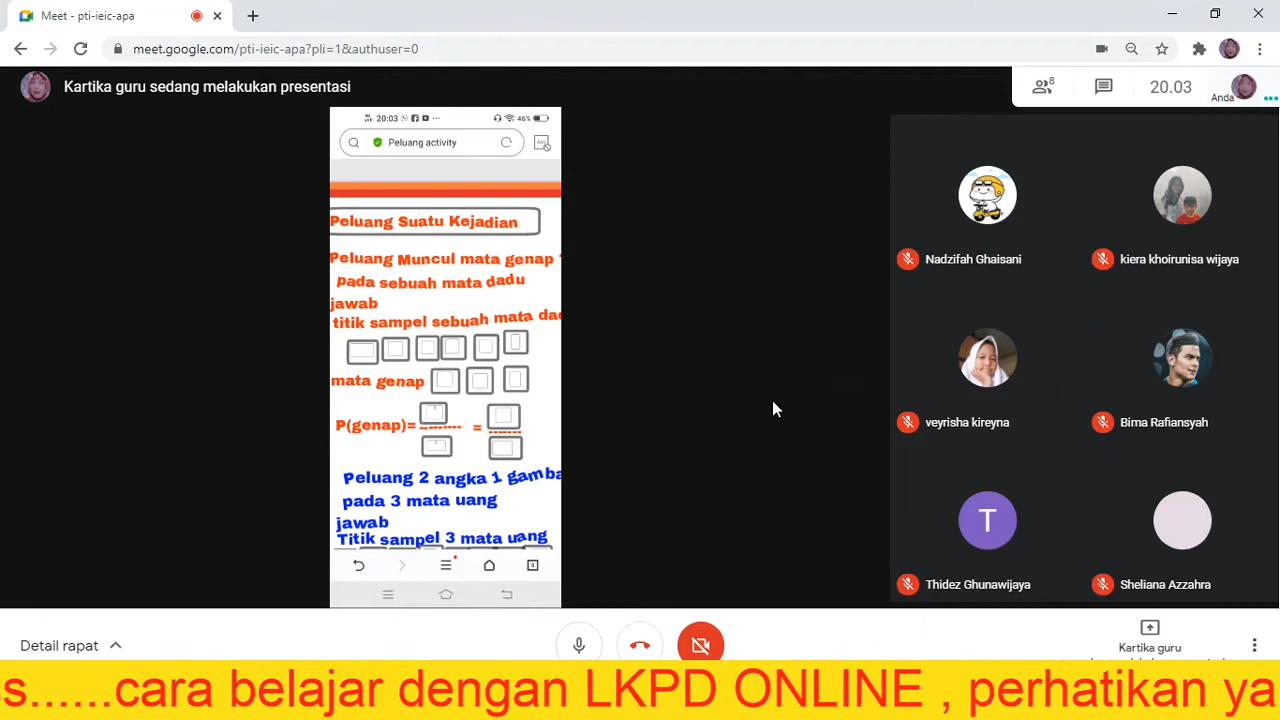 Meet - pti-ieic-apa
meet.google.com/pti-ieic-apa?pli=1&authuser=0
Kartika guru sedang melakukan presentasi
8
20.03
Anda
20:03
46%
Peluang activity
Peluang Suatu Kejadian
Peluang Muncul mata genap
pada sebuah mata dadu
jawab
titik sampel sebuah mata dad
mata genap
P(genap)= =
Peluang 2 angka 1 gamba
pada 3 mata uang
jawab
Titik sampel 3 mata uang
Nadzifah Ghaisani
kiera khoirunisa wijaya
veyrisha kireyna
Bima Rafiansyah
T
Thidez Ghunawijaya
Sheliana Azzahra
Detail rapat
Kartika guru
s......cara belajar dengan LKPD ONLINE , perhatikan ya